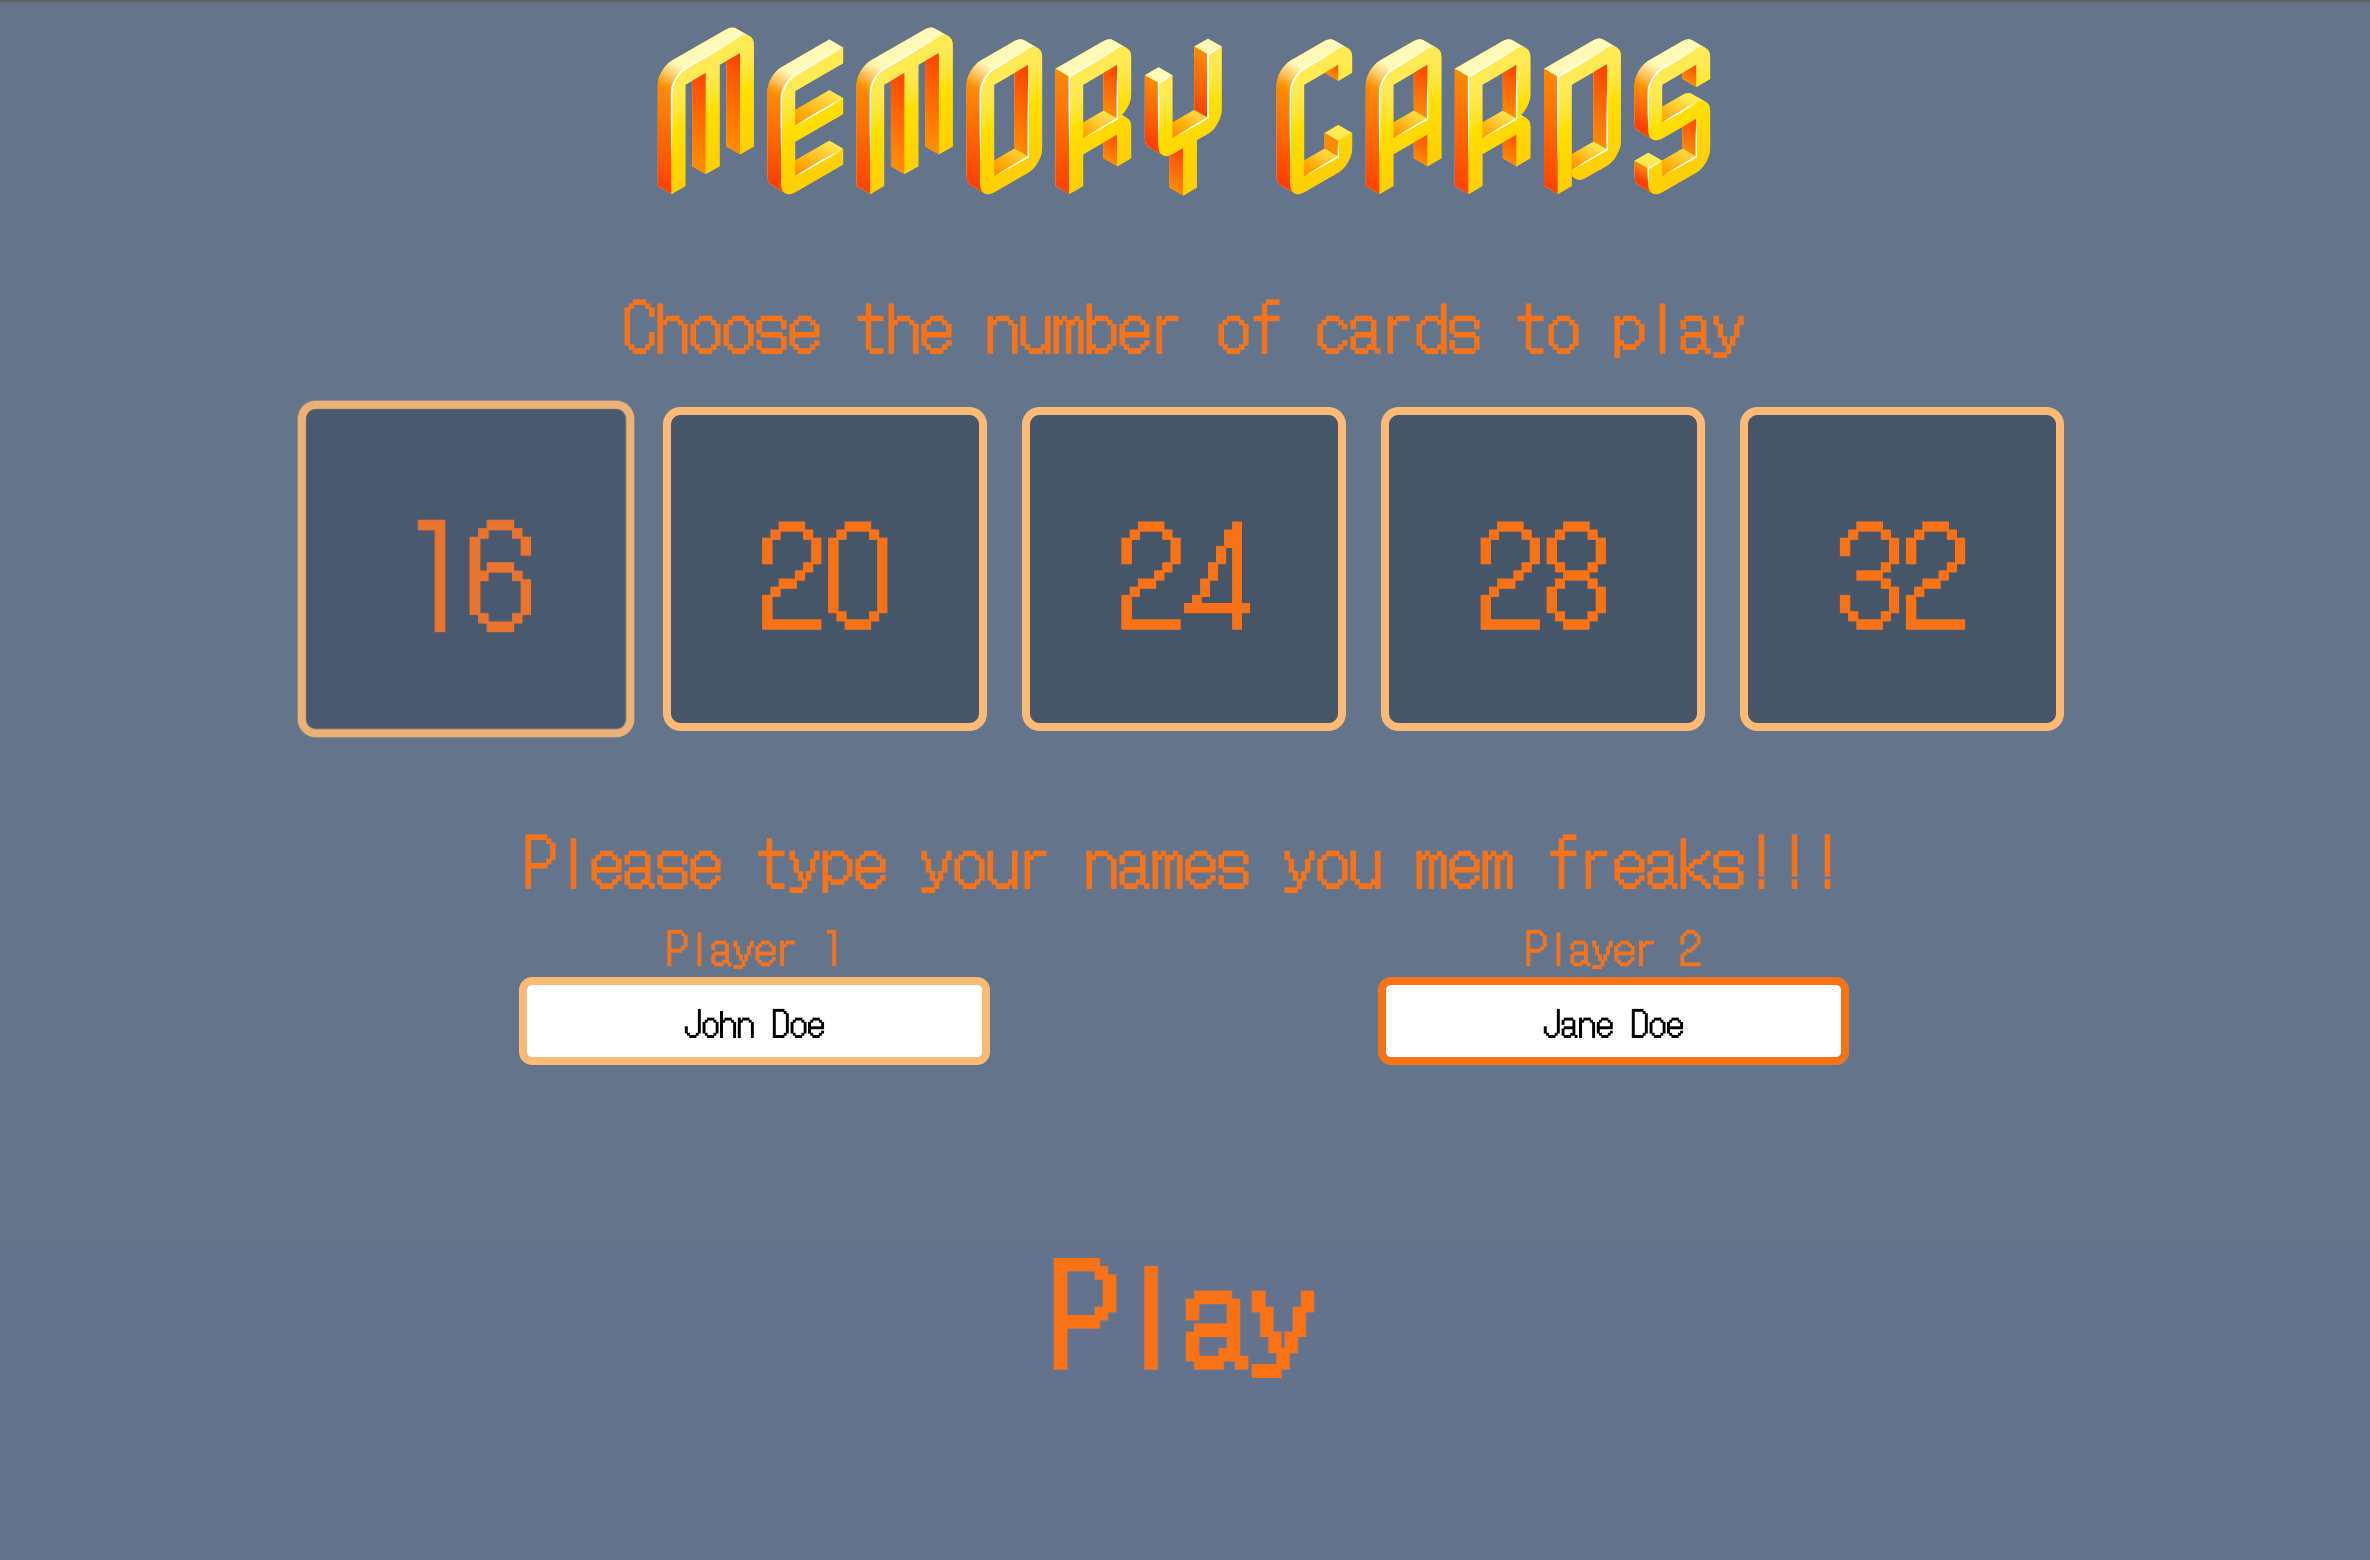 MEMORY CARDS
Choose the number of cards to play
16 20 24 28 32
Please type your names you mem freaks!!!
Player 1 Player 2
John Doe Jane Doe
Play